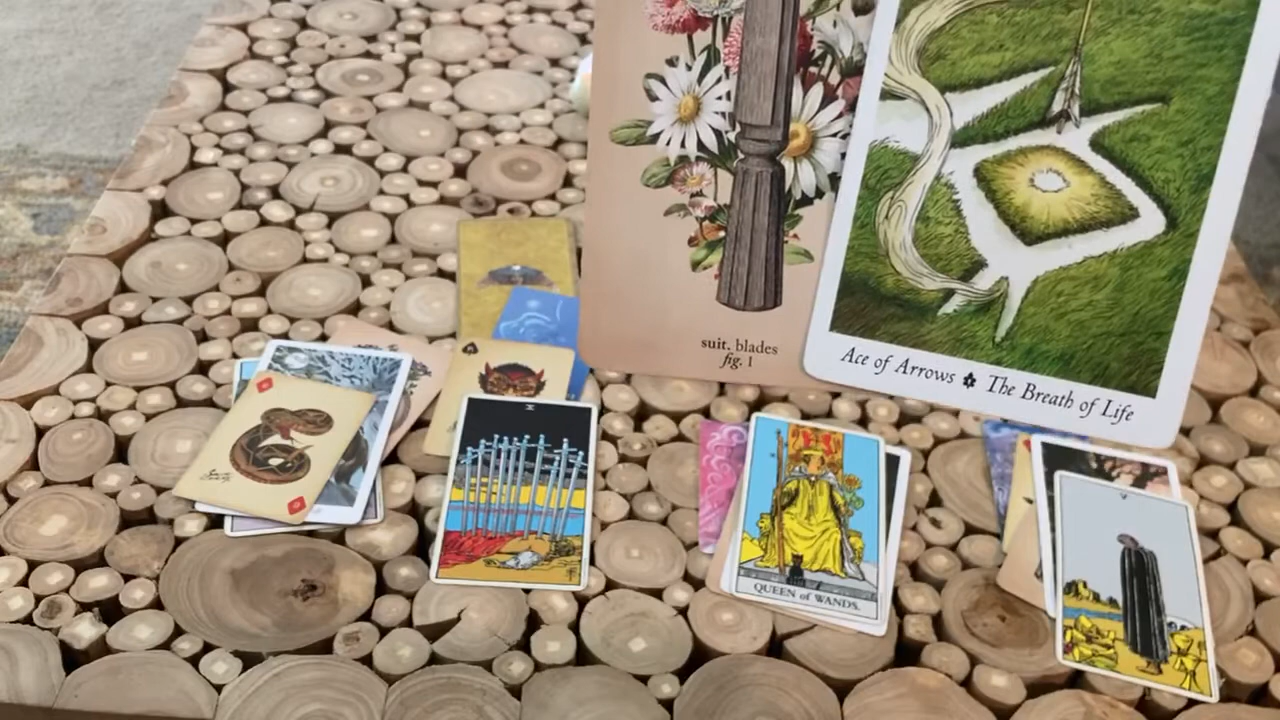 suit. blades
fig. 1
Ace of Arrows The Breath of Life
X
QUEEN of WANDS.
V